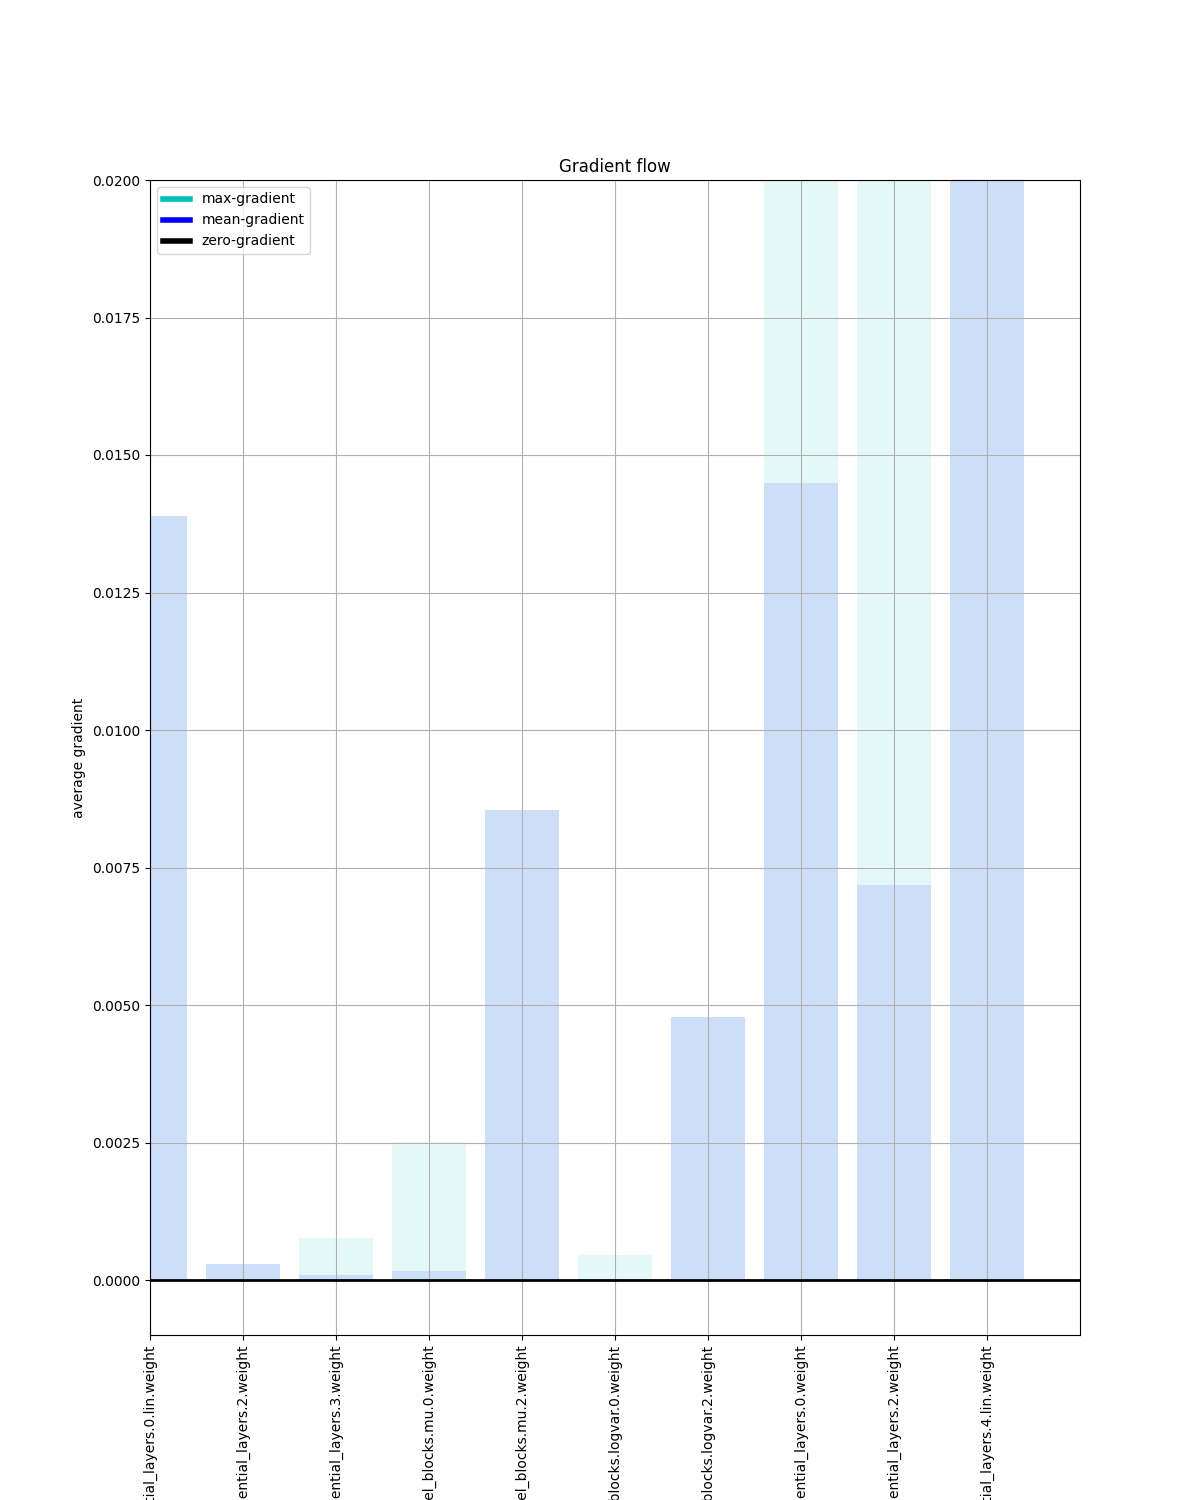 Gradient flow
max-gradient
mean-gradient
zero-gradient
0.0200
0.0175
0.0150
0.0125
0.0100
0.0075
0.0050
0.0025
0.0000
average gradient
tial_layers.0.lin.weight
ential_layers.2.weight
ential_layers.3.weight
el_blocks.mu.0.weight
el_blocks.mu.2.weight
blocks.logvar.0.weight
blocks.logvar.2.weight
ential_layers.0.weight
ential_layers.2.weight
tial_layers.4.lin.weight